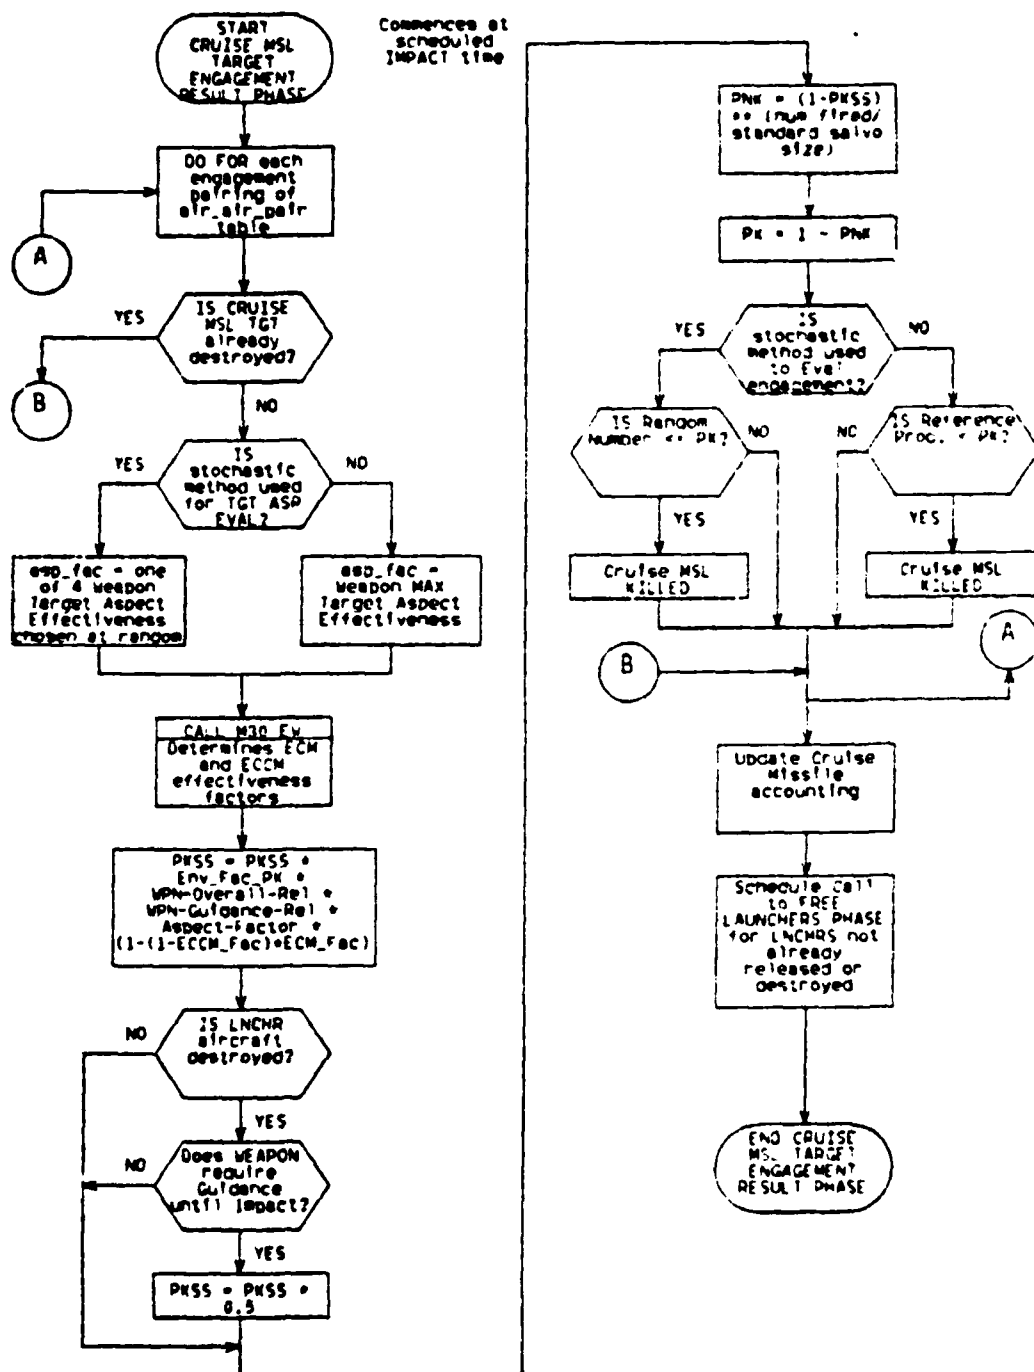 START
CRUISE MSL
TARGET
ENGAGEMENT
RESULT PHASE
Commences at
scheduled
IMPACT time
DO FOR each
engagement
pairing of
air_air_pair
table
A
IS CRUISE
MSL TGT
already
destroyed?
YES
B
NO
IS
stochastic
method used
for TGT ASP
EVAL?
YES
NO
asp_fac = one
of 4 Weapon
Target Aspect
Effectiveness
chosen at random
asp_fac =
Weapon MAX
Target Aspect
Effectiveness
CALL M30_EW
Determines ECM
and ECCM
effectiveness
factors
PKSS = PKSS *
Env_Fac_PK *
WPN-Overall-Rel *
WPN-Guidance-Rel *
Aspect-Factor *
(1-(1-ECCM_Fac)*ECM_Fac)
IS LNCHR
aircraft
destroyed?
NO
YES
Does WEAPON
require
Guidance
until Impact?
NO
YES
PKSS = PKSS *
0.5
PNK = (1-PKSS)
** (num fired/
standard salvo
size)
PK = 1 - PNK
IS
stochastic
method used
to Eval
engagement?
YES
NO
IS Random
Number PK?
NO
YES
Cruise MSL
KILLED
IS Reference
Prob. PK?
NO
YES
Cruise MSL
KILLED
B
A
Update Cruise
Missile
accounting
Schedule Call
to FREE
LAUNCHERS PHASE
for LNCHRS not
already
released or
destroyed
END CRUISE
MSL TARGET
ENGAGEMENT
RESULT PHASE